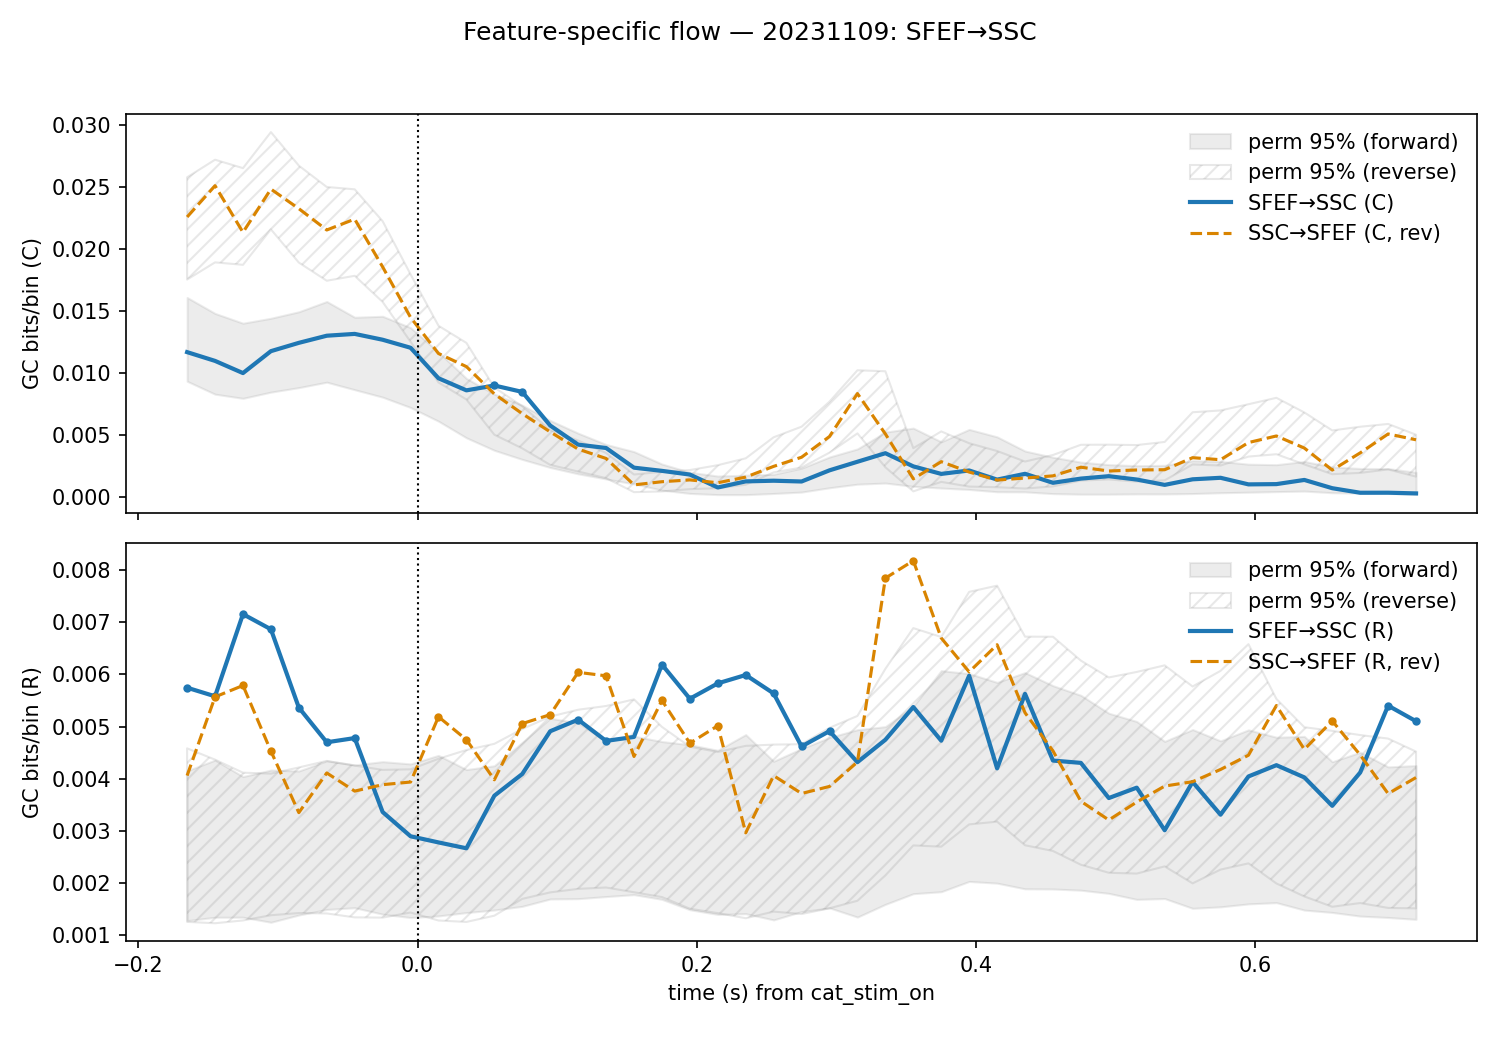 Feature-specific flow — 20231109: SFEF→SSC
GC bits/bin (C)
0.030
0.025
0.020
0.015
0.010
0.005
0.000
perm 95% (forward)
perm 95% (reverse)
SFEF→SSC (C)
SSC→SFEF (C, rev)
GC bits/bin (R)
0.008
0.007
0.006
0.005
0.004
0.003
0.002
0.001
perm 95% (forward)
perm 95% (reverse)
SFEF→SSC (R)
SSC→SFEF (R, rev)
−0.2 0.0 0.2 0.4 0.6
time (s) from cat_stim_on